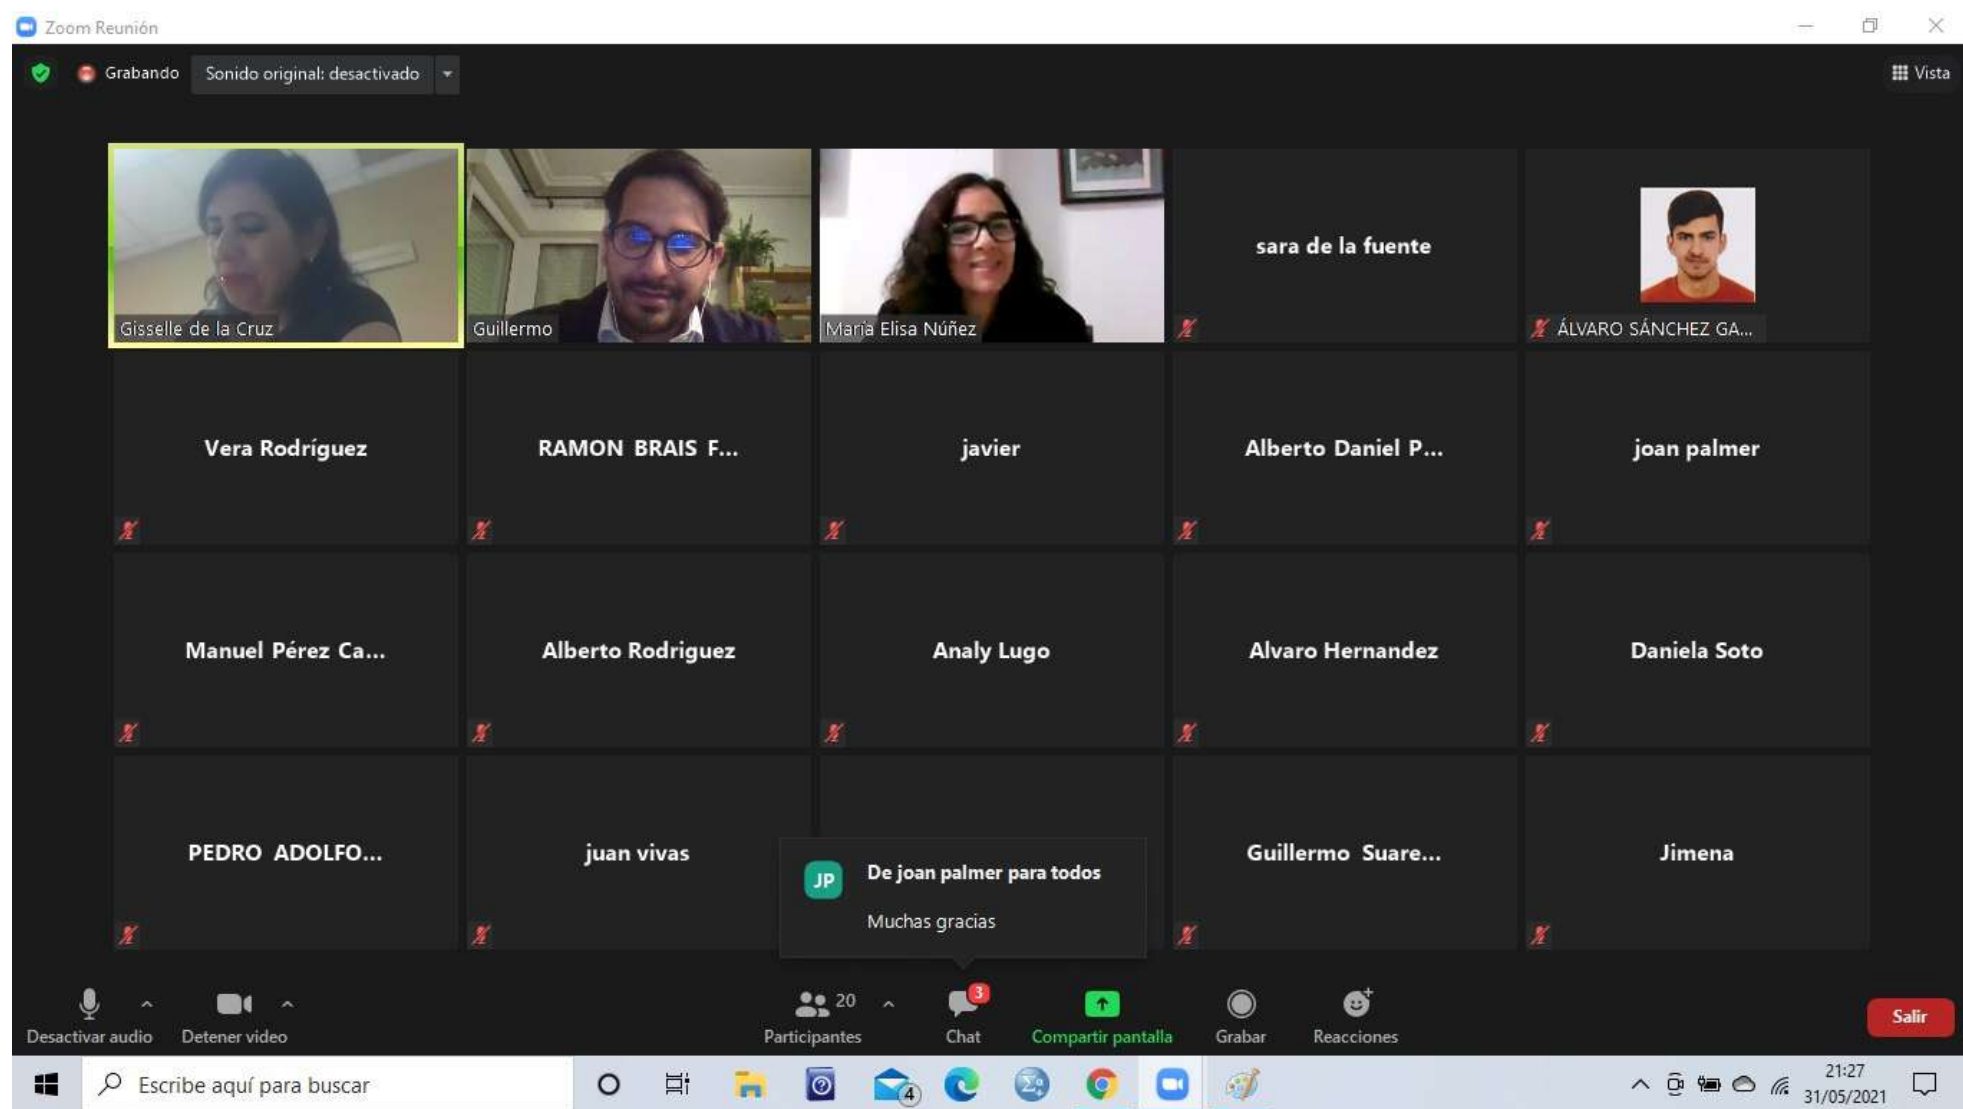 Zoom Reunión
Grabando
Sonido original: desactivado
Vista
Gisselle de la Cruz
Guillermo
María Elisa Núñez
sara de la fuente
ÁLVARO SÁNCHEZ GA...
Vera Rodríguez
RAMON BRAIS F...
javier
Alberto Daniel P...
joan palmer
Manuel Pérez Ca...
Alberto Rodriguez
Analy Lugo
Alvaro Hernandez
Daniela Soto
PEDRO ADOLFO...
juan vivas
Guillermo Suare...
Jimena
JP
De joan palmer para todos
Muchas gracias
Desactivar audio
Detener video
20
Participantes
3
Chat
Compartir pantalla
Grabar
Reacciones
Salir
Escribe aquí para buscar
4
21:27
31/05/2021